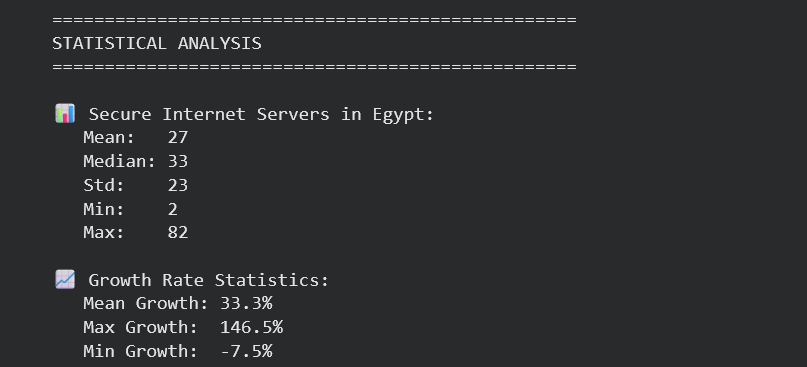 ==================================================
STATISTICAL ANALYSIS
==================================================
📊 Secure Internet Servers in Egypt:
Mean:   27
Median: 33
Std:    23
Min:    2
Max:    82
📈 Growth Rate Statistics:
Mean Growth: 33.3%
Max Growth:  146.5%
Min Growth:  -7.5%